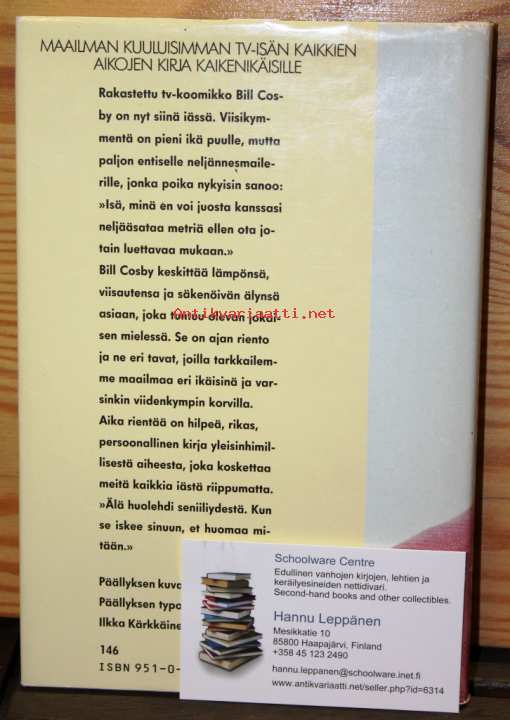 MAAILMAN KUULUISIMMAN TV-ISÄN KAIKKIEN
AIKOJEN KIRJA KAIKENIKÄISILLE
Rakastettu tv-koomikko Bill Cos-
by on nyt siinä iässä. Viisikym-
mentä on pieni ikä puulle, mutta
paljon entiselle neljännesmaile-
rille, jonka poika nykyisin sanoo:
»Isä, minä en voi juosta kanssasi
neljääsataa metriä ellen ota jo-
tain luettavaa mukaan.»
Bill Cosby keskittää lämpönsä,
viisautensa ja säkenöivän älynsä
asiaan, joka tuntuu olevan jokai-
Antikvariaatti.net
sen mielessä. Se on ajan riento
ja ne eri tavat, joilla tarkkailem-
me maailmaa eri ikäisinä ja var-
sinkin viidenkympin korvilla.
Aika rientää on hilpeä, rikas,
persoonallinen kirja yleisinhimil-
lisestä aiheesta, joka koskettaa
meitä kaikkia iästä riippumatta.
»Älä huolehdi seniiliydestä. Kun
se iskee sinuun, et huomaa mi-
tään.»
Päällyksen kuva
Päällyksen typo
Ilkka Kärkkäine
146
ISBN 951-0-
Schoolware Centre
Edullinen vanhojen kirjojen, lehtien ja
keräilyesineiden nettidivari.
Second-hand books and other collectibles.
Hannu Leppänen
Mesikkatie 10
85800 Haapajärvi, Finland
+358 45 123 2490
hannu.leppanen@schoolware.inet.fi
www.antikvariaatti.net/seller.php?id=6314